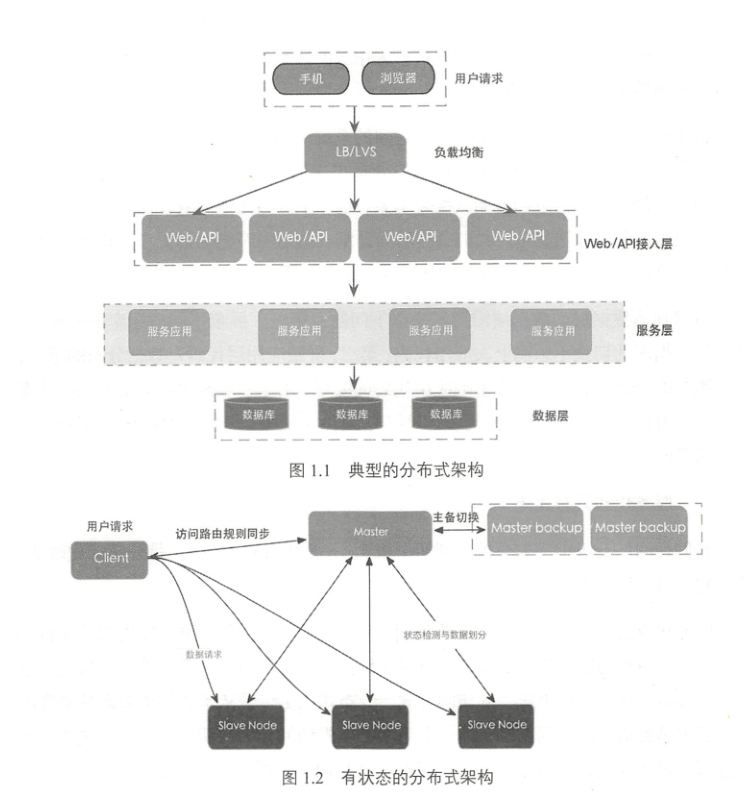 手机 浏览器 用户请求
LB/LVS 负载均衡
Web/API Web/API Web/API Web/API Web/API接入层
服务应用 服务应用 服务应用 服务应用 服务层
数据库 数据库 数据库 数据层
图 1.1 典型的分布式架构
用户请求 访问路由规则同步 Master 主备切换 Master backup Master backup
Client
状态检测与数据划分
数据请求
Slave Node Slave Node Slave Node
图 1.2 有状态的分布式架构